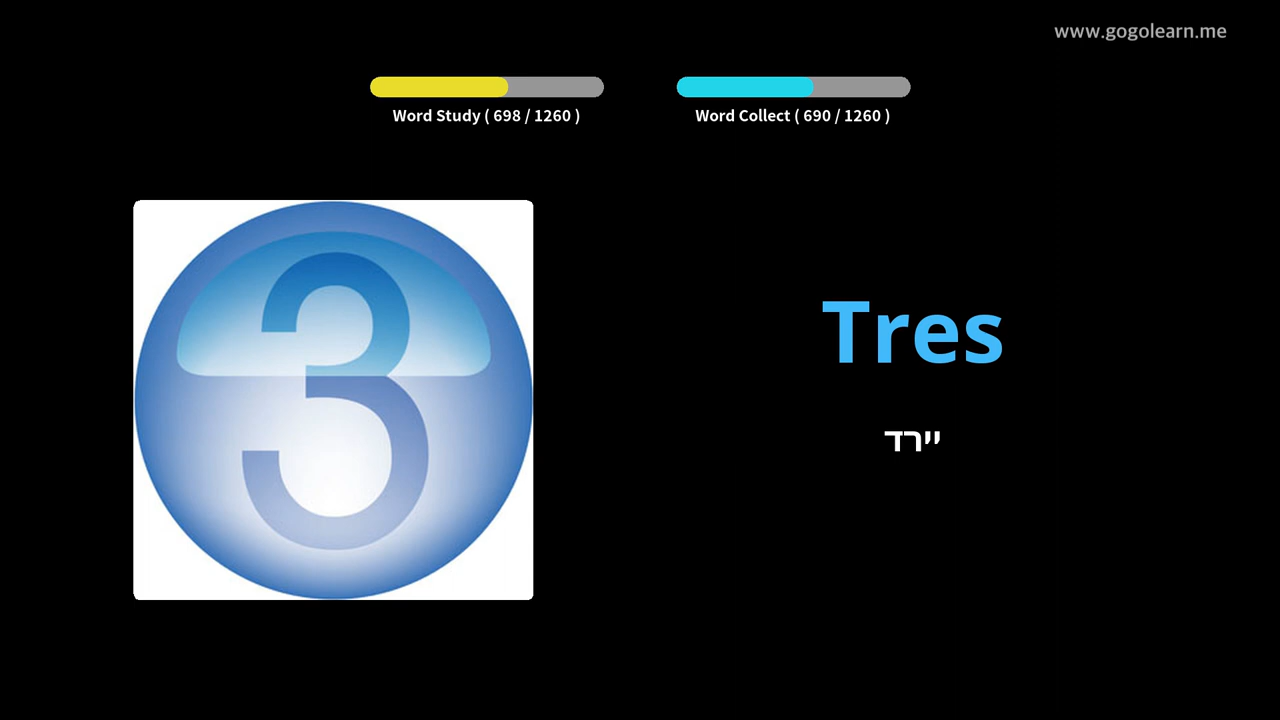 www.gogolearn.me
Word Study ( 698 / 1260 )
Word Collect ( 690 / 1260 )
3
Tres
יירד